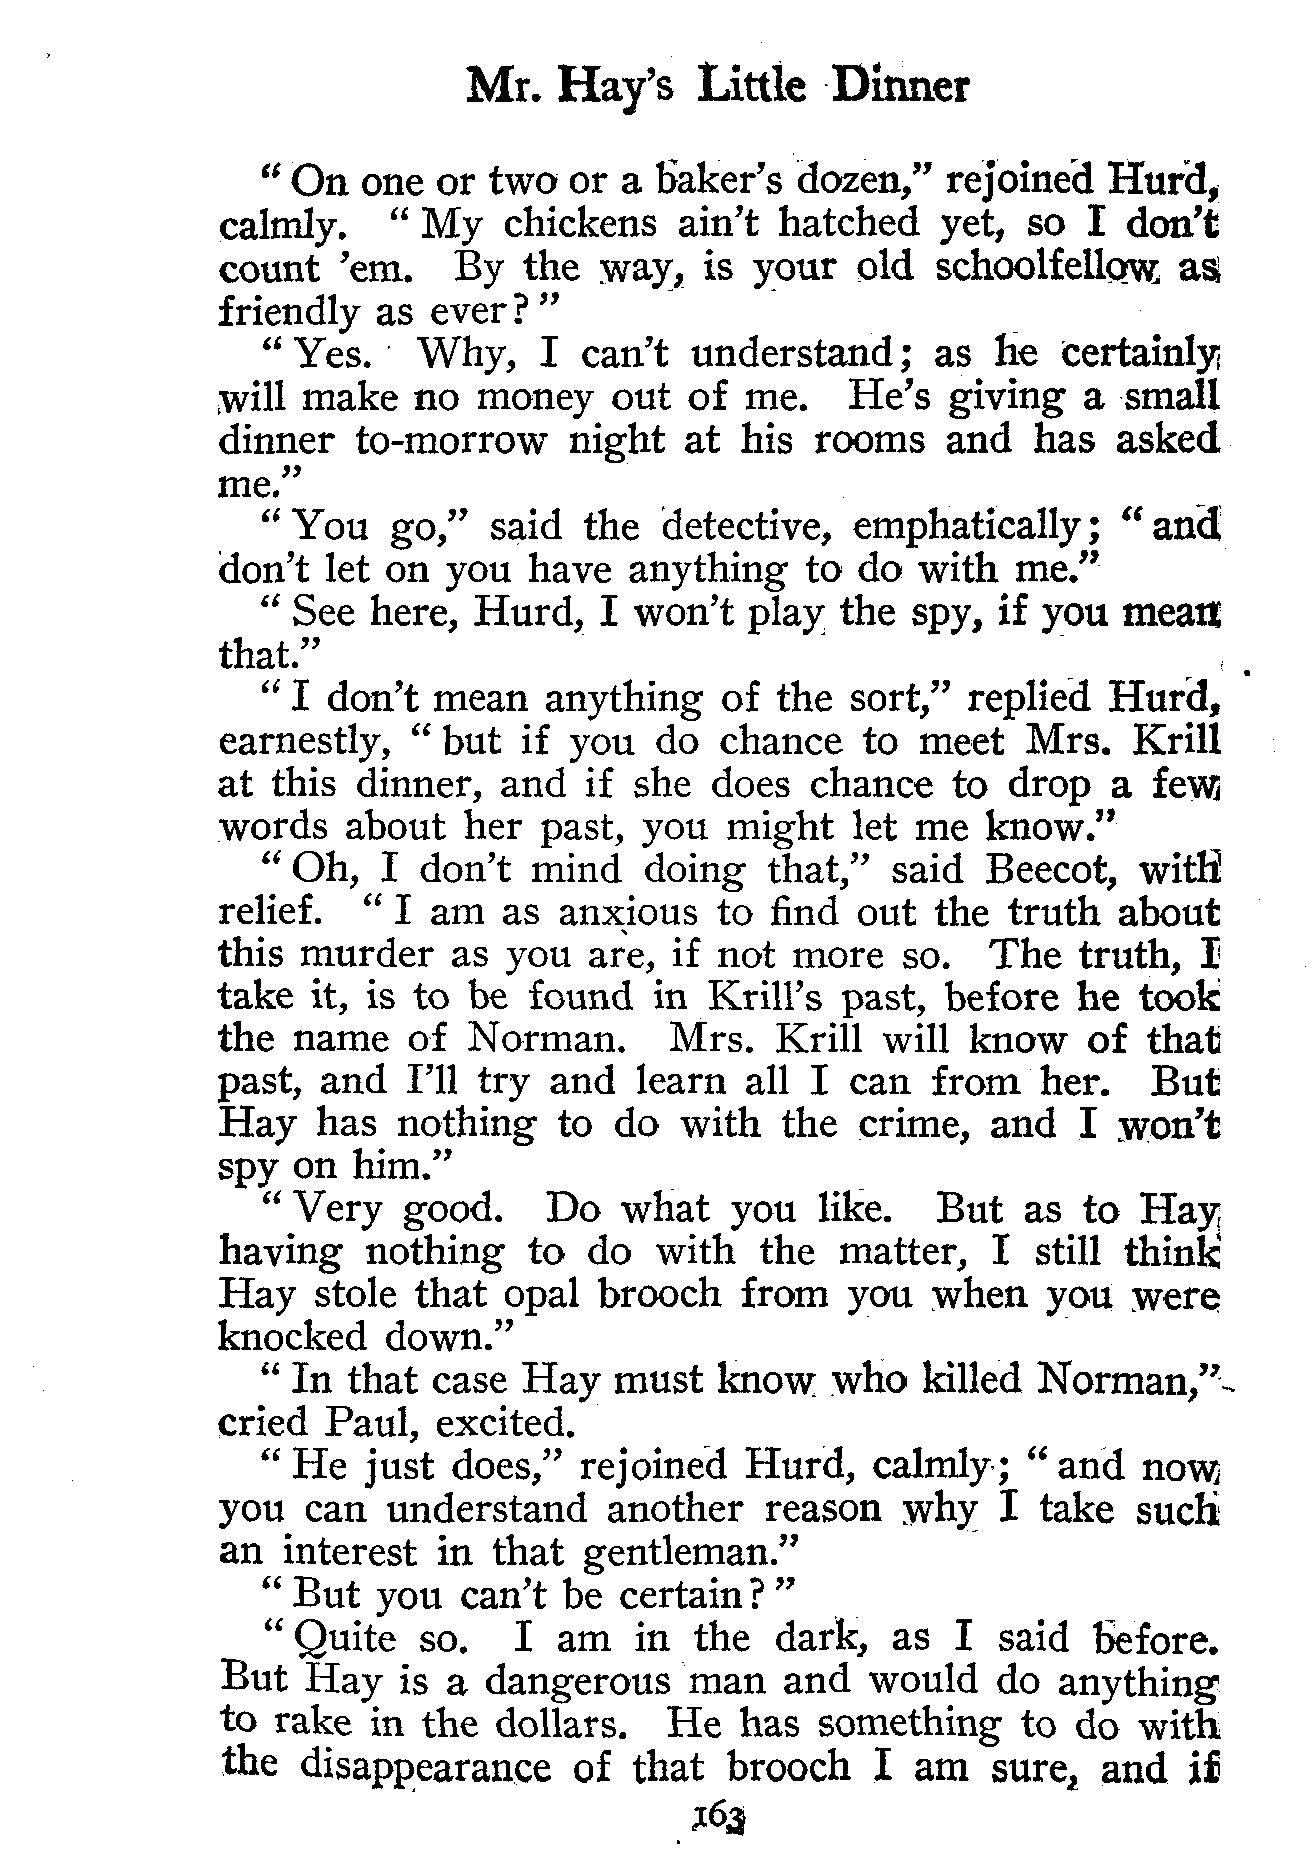 Mr. Hay's Little Dinner
" On one or two or a baker's dozen," rejoined Hurd,
calmly. " My chickens ain't hatched yet, so I don't
count 'em. By the way, is your old schoolfellow as
friendly as ever? "
" Yes. Why, I can't understand; as he certainly
will make no money out of me. He's giving a small
dinner to-morrow night at his rooms and has asked
me."
" You go," said the detective, emphatically; " and
don't let on you have anything to do with me."
" See here, Hurd, I won't play the spy, if you mean
that."
" I don't mean anything of the sort," replied Hurd,
earnestly, " but if you do chance to meet Mrs. Krill
at this dinner, and if she does chance to drop a few
words about her past, you might let me know."
" Oh, I don't mind doing that," said Beecot, with
relief. " I am as anxious to find out the truth about
this murder as you are, if not more so. The truth, I
take it, is to be found in Krill's past, before he took
the name of Norman. Mrs. Krill will know of that
past, and I'll try and learn all I can from her. But
Hay has nothing to do with the crime, and I won't
spy on him."
" Very good. Do what you like. But as to Hay
having nothing to do with the matter, I still think
Hay stole that opal brooch from you when you were
knocked down."
" In that case Hay must know who killed Norman,"
cried Paul, excited.
" He just does," rejoined Hurd, calmly; " and now
you can understand another reason why I take such
an interest in that gentleman."
" But you can't be certain? "
" Quite so. I am in the dark, as I said before.
But Hay is a dangerous man and would do anything
to rake in the dollars. He has something to do with
the disappearance of that brooch I am sure, and if
163